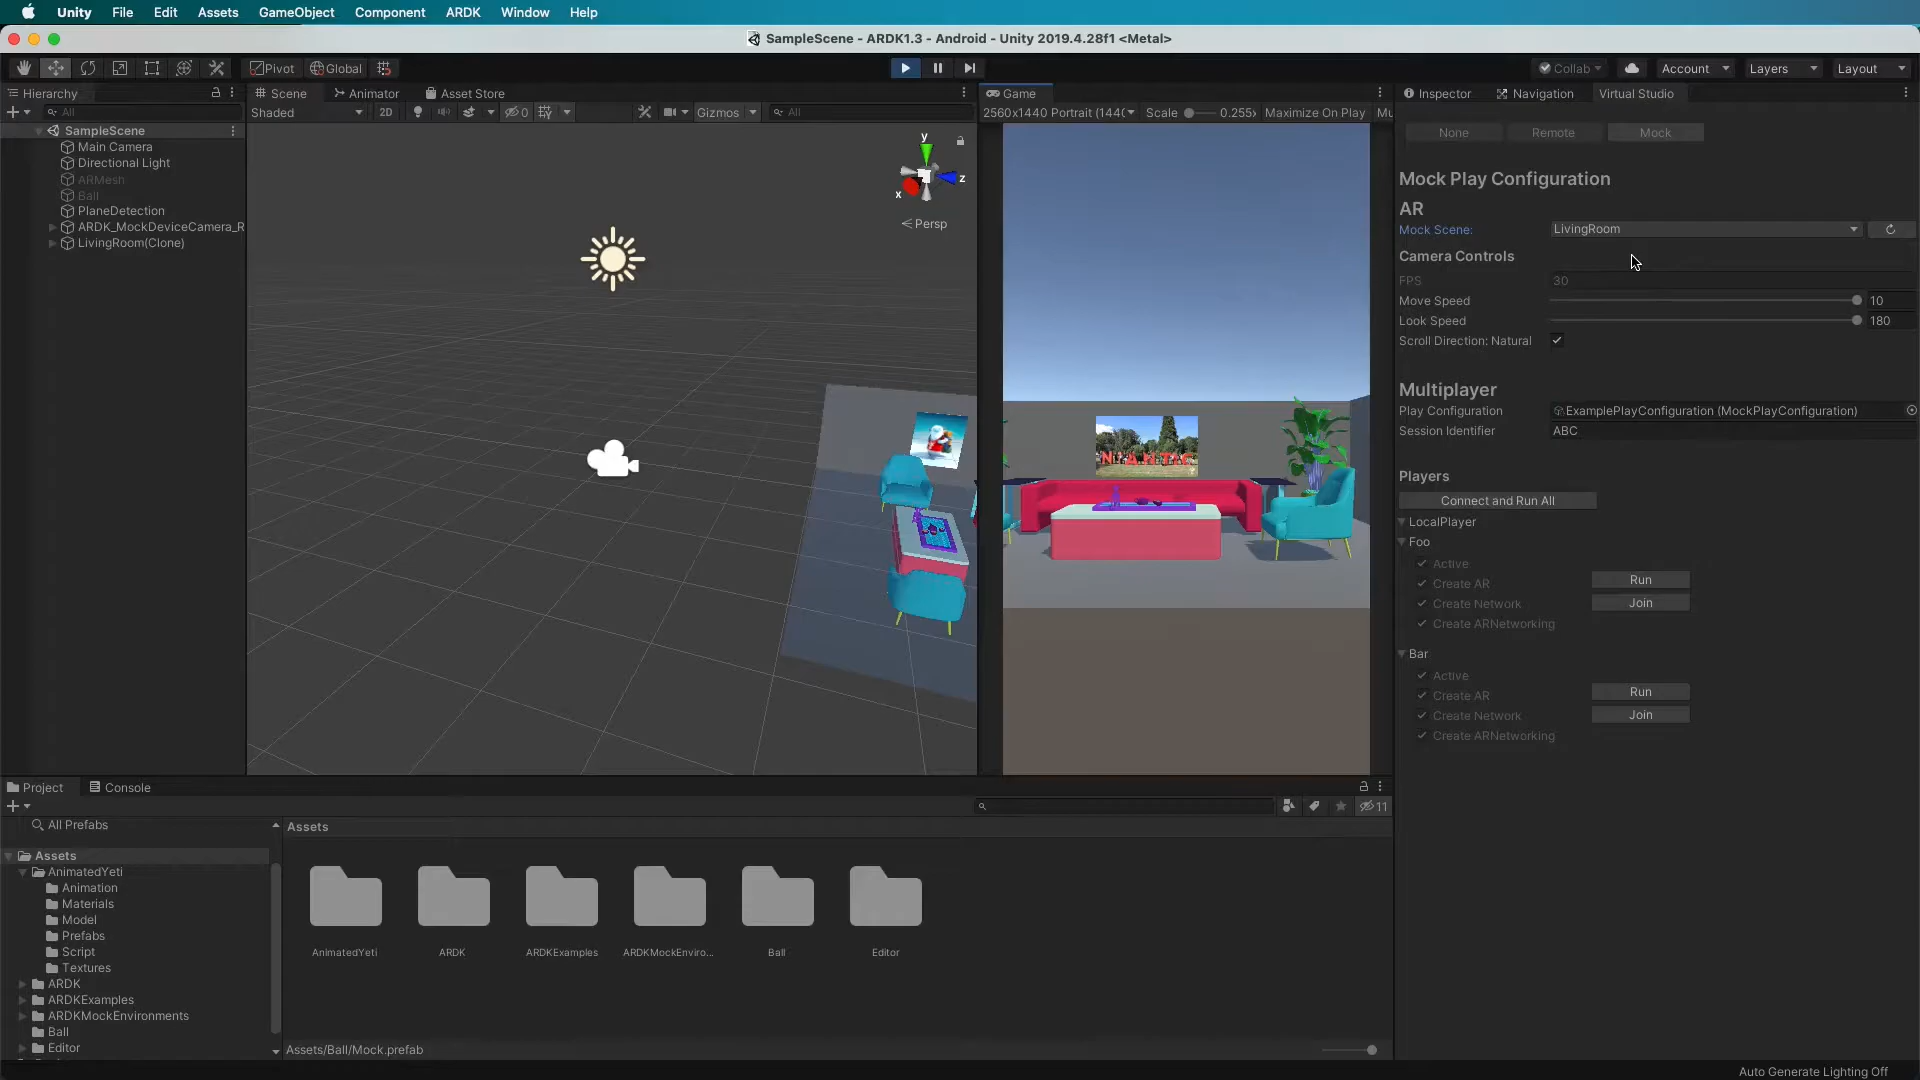 Unity File Edit Assets GameObject Component ARDK Window Help
SampleScene - ARDK1.3 - Android - Unity 2019.4.28f1 <Metal>
Pivot Global
Collab Account Layers Layout
Hierarchy
All
SampleScene
Main Camera
Directional Light
ARMesh
Ball
PlaneDetection
ARDK_MockDeviceCamera_R
LivingRoom(Clone)
Scene Animator Asset Store
Shaded 2D 0 Gizmos All
y
z
x
Persp
Game
2560x1440 Portrait (144( Scale 0.255x Maximize On Play Mu
NIANTIC
Inspector Navigation Virtual Studio
None Remote Mock
Mock Play Configuration
AR
Mock Scene: LivingRoom
Camera Controls
FPS 30
Move Speed 10
Look Speed 180
Scroll Direction: Natural
Multiplayer
Play Configuration ExamplePlayConfiguration (MockPlayConfiguration)
Session Identifier ABC
Players
Connect and Run All
LocalPlayer
Foo
Active
Create AR Run
Create Network Join
Create ARNetworking
Bar
Active
Create AR Run
Create Network Join
Create ARNetworking
Project Console
11
All Prefabs
Assets
AnimatedYeti
Animation
Materials
Model
Prefabs
Script
Textures
ARDK
ARDKExamples
ARDKMockEnvironments
Ball
Editor
Assets
AnimatedYeti ARDK ARDKExamples ARDKMockEnviro... Ball Editor
Assets/Ball/Mock.prefab
Auto Generate Lighting Off